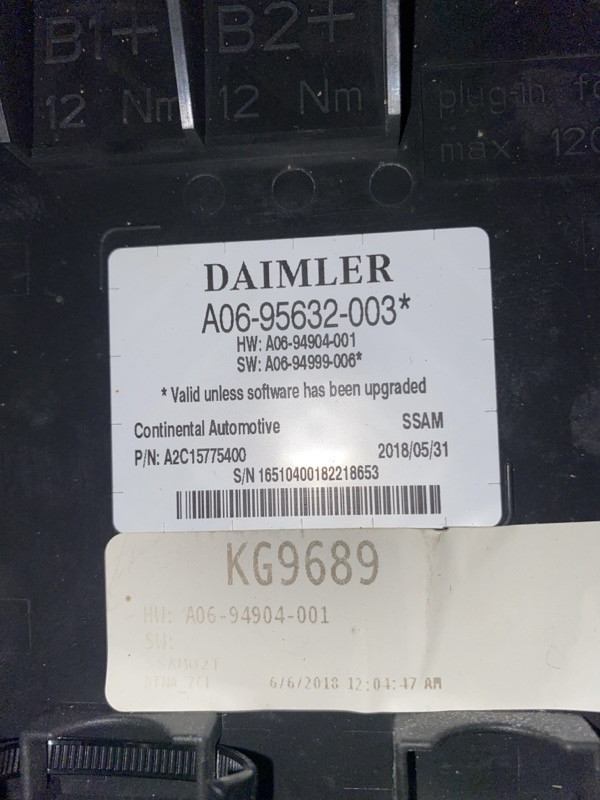 B1+ B2+
12 Nm 12 Nm plug-in
max. 120
DAIMLER
A06-95632-003*
HW: A06-94904-001
SW: A06-94999-006*
* Valid unless software has been upgraded
Continental Automotive SSAM
P/N: A2C15775400 2018/05/31
S/N 16510400182218653
KG9689
HW: A06-94904-001
SW:
6/6/2018 12:04:47 AM